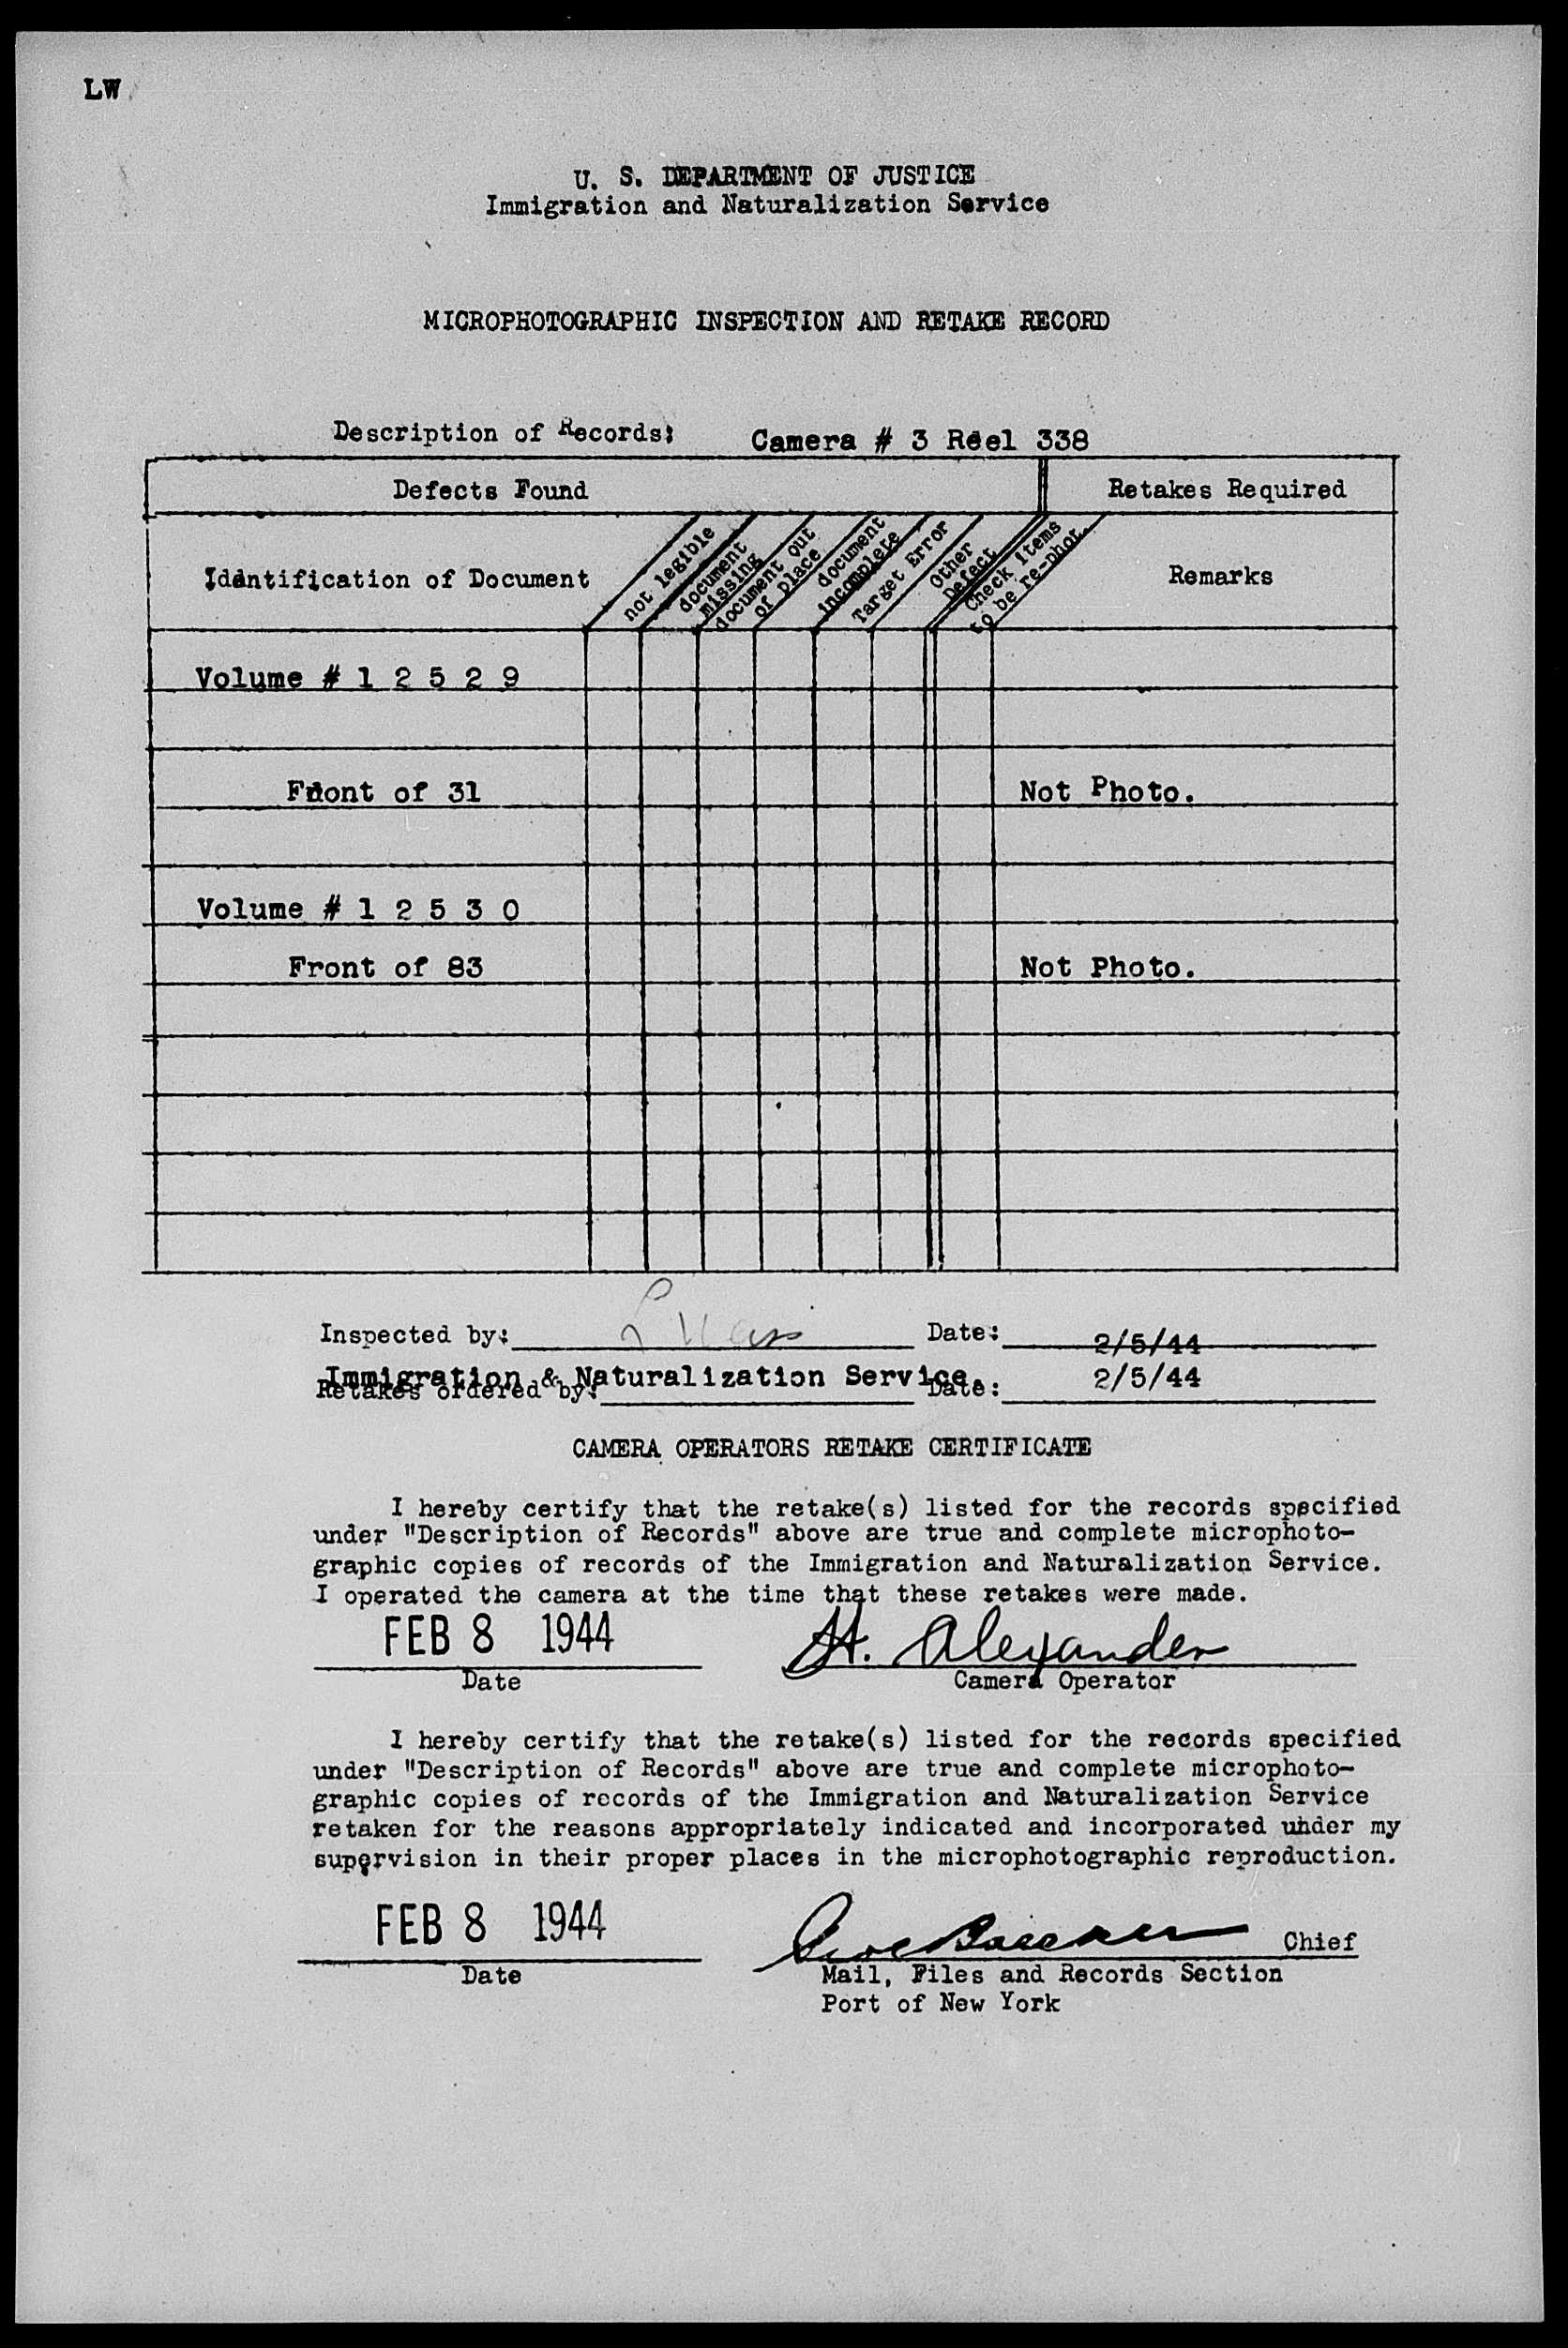 LW
U. S. DEPARTMENT OF JUSTICE
Immigration and Naturalization Service
MICROPHOTOGRAPHIC INSPECTION AND RETAKE RECORD
Description of Records: Camera # 3 Reel 338
Defects Found Retakes Required
Identification of Document
not legible
document missing
document out of place
document incomplete
Target Error
Other Defect
Check items to be re-phot.
Remarks
Volume # 1 2 5 2 9
Front of 31 Not Photo.
Volume # 1 2 5 3 0
Front of 83 Not Photo.
Inspected by: Date: 2/5/44
Immigration & Naturalization Service. 2/5/44
Retakes ordered by: Date:
CAMERA OPERATORS RETAKE CERTIFICATE
I hereby certify that the retake(s) listed for the records specified
under "Description of Records" above are true and complete microphoto-
graphic copies of records of the Immigration and Naturalization Service.
I operated the camera at the time that these retakes were made.
FEB 8 1944 H. Alexander
Date Camera Operator
I hereby certify that the retake(s) listed for the records specified
under "Description of Records" above are true and complete microphoto-
graphic copies of records of the Immigration and Naturalization Service
retaken for the reasons appropriately indicated and incorporated under my
supervision in their proper places in the microphotographic reproduction.
FEB 8 1944 Chief
Date Mail, Files and Records Section
Port of New York